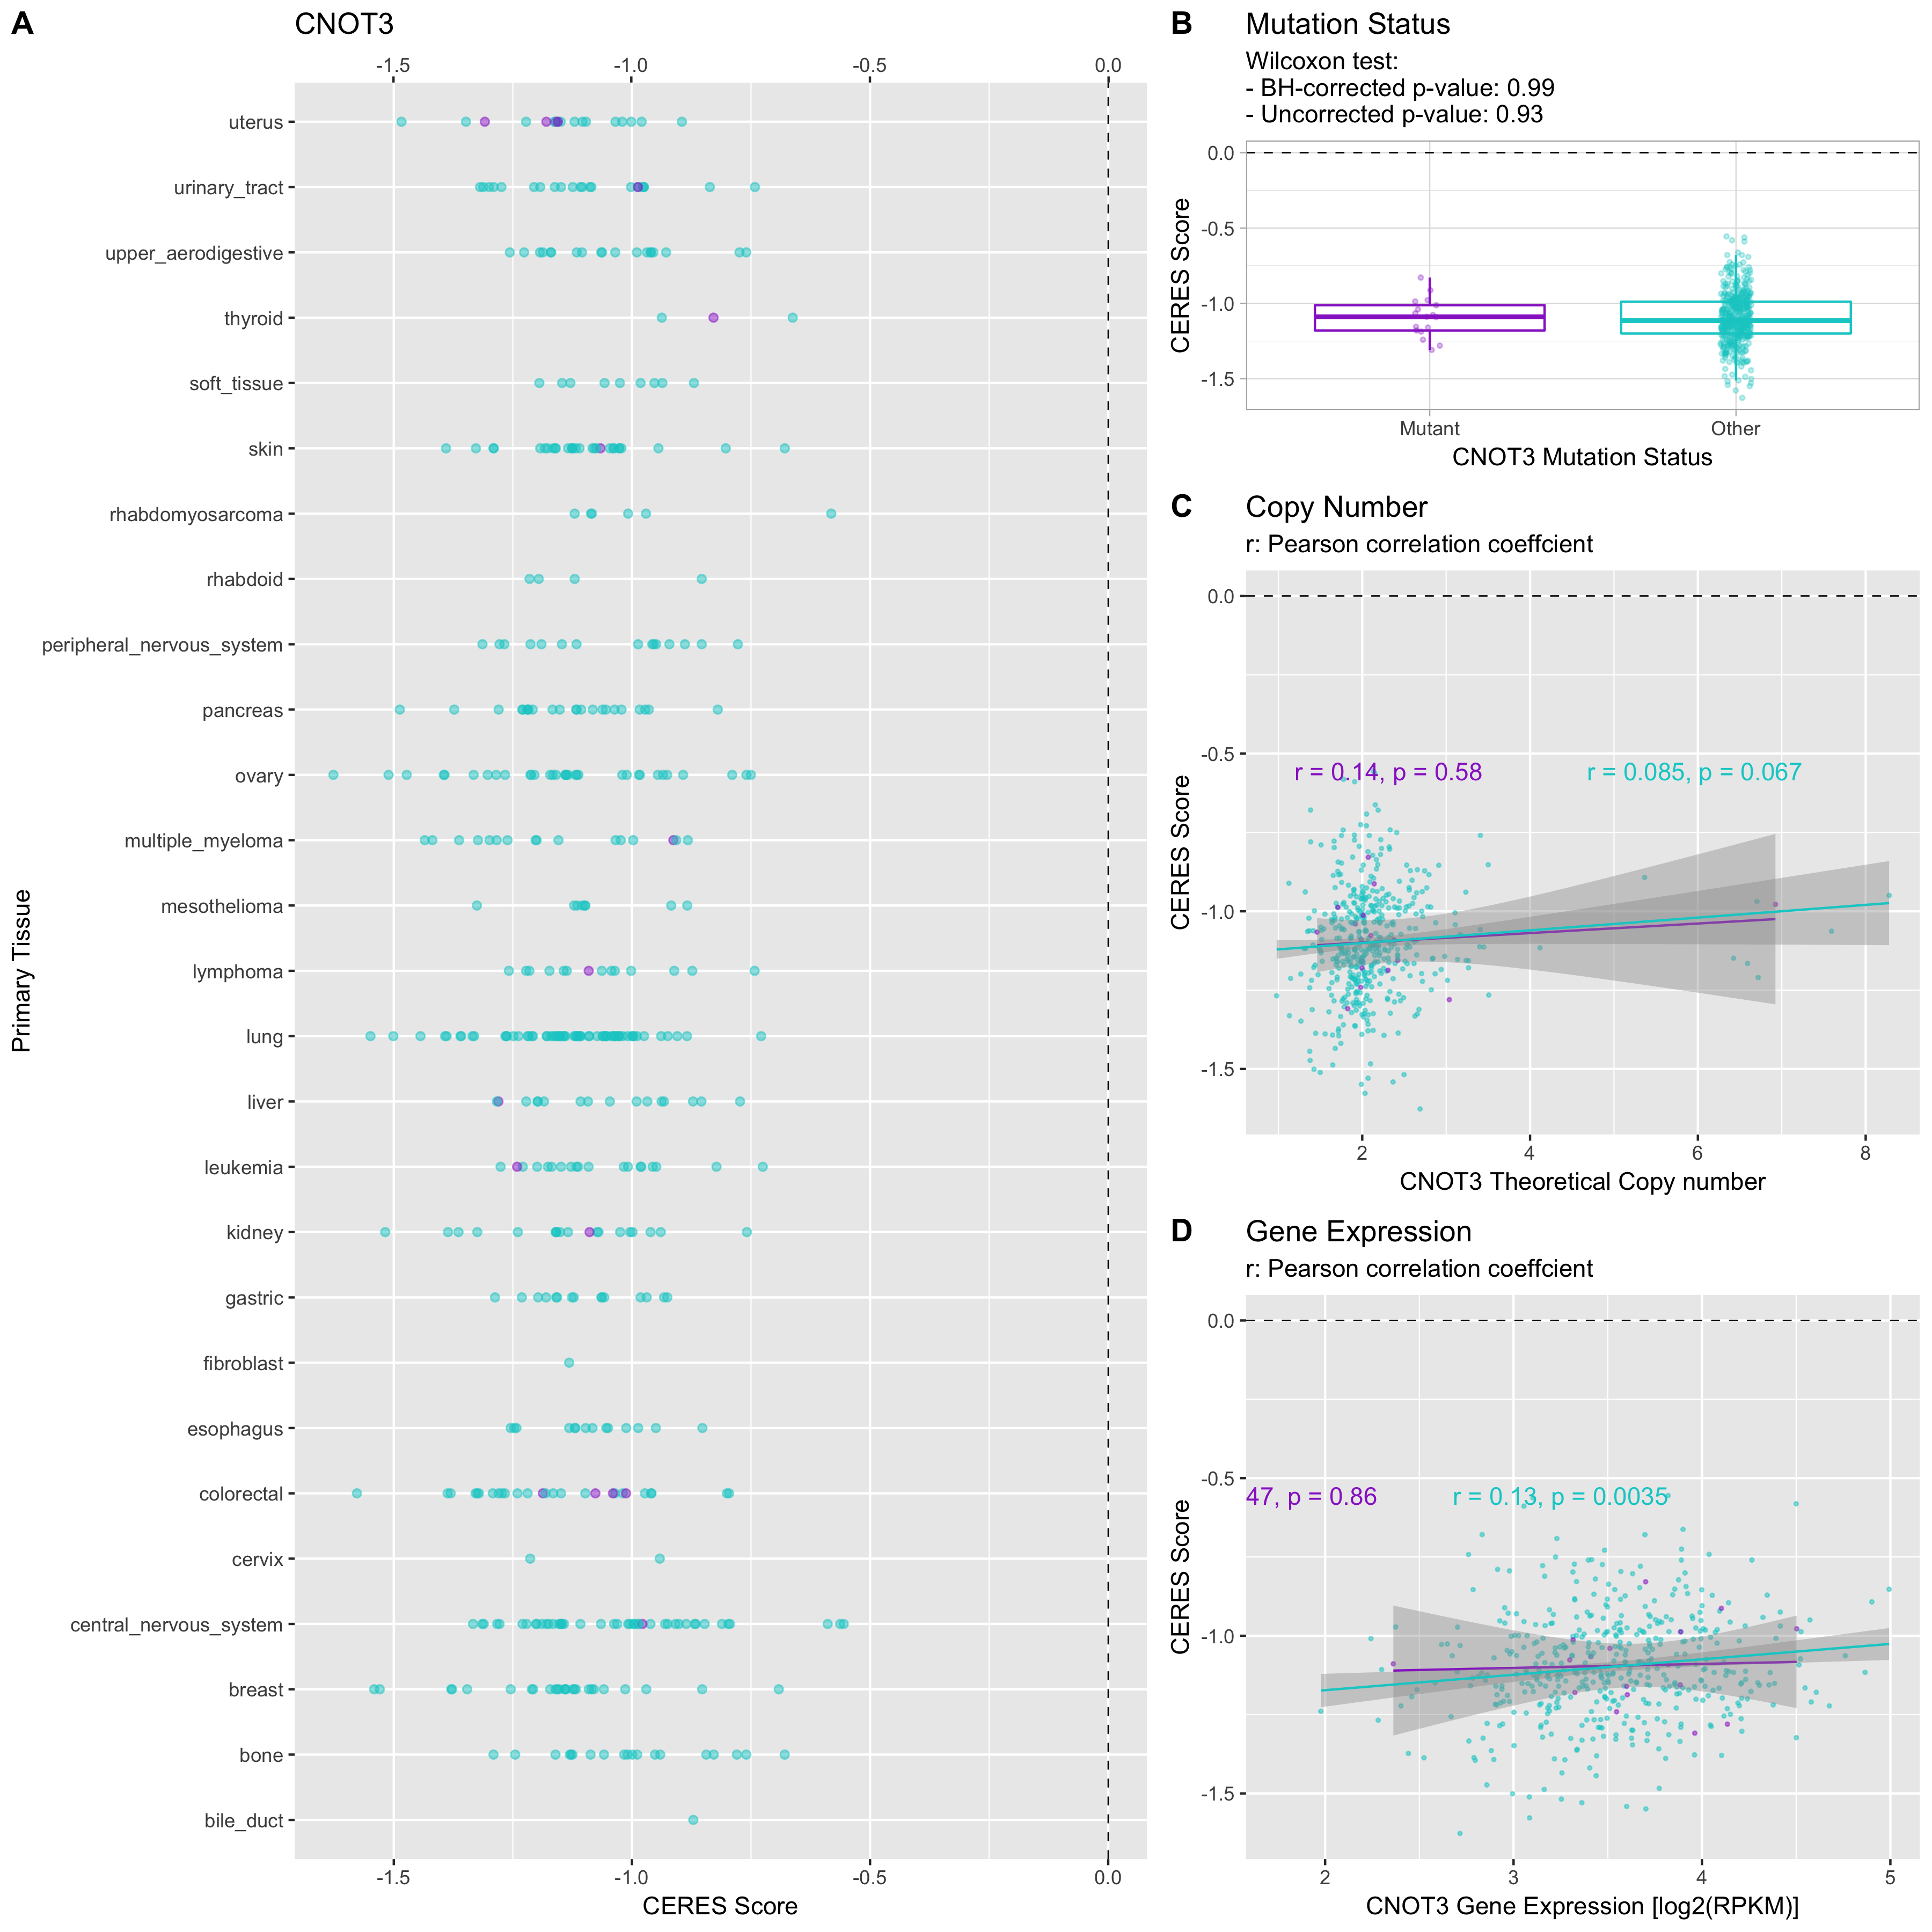 A
CNOT3
-1.5 -1.0 -0.5 0.0
Primary Tissue
uterus
urinary_tract
upper_aerodigestive
thyroid
soft_tissue
skin
rhabdomyosarcoma
rhabdoid
peripheral_nervous_system
pancreas
ovary
multiple_myeloma
mesothelioma
lymphoma
lung
liver
leukemia
kidney
gastric
fibroblast
esophagus
colorectal
cervix
central_nervous_system
breast
bone
bile_duct
-1.5 -1.0 -0.5 0.0
CERES Score
B
Mutation Status
Wilcoxon test:
- BH-corrected p-value: 0.99
- Uncorrected p-value: 0.93
CERES Score
0.0
-0.5
-1.0
-1.5
Mutant Other
CNOT3 Mutation Status
C
Copy Number
r: Pearson correlation coeffcient
CERES Score
0.0
-0.5
r = 0.14, p = 0.58 r = 0.085, p = 0.067
-1.0
-1.5
2 4 6 8
CNOT3 Theoretical Copy number
D
Gene Expression
r: Pearson correlation coeffcient
CERES Score
0.0
-0.5
47, p = 0.86 r = 0.13, p = 0.0035
-1.0
-1.5
2 3 4 5
CNOT3 Gene Expression [log2(RPKM)]